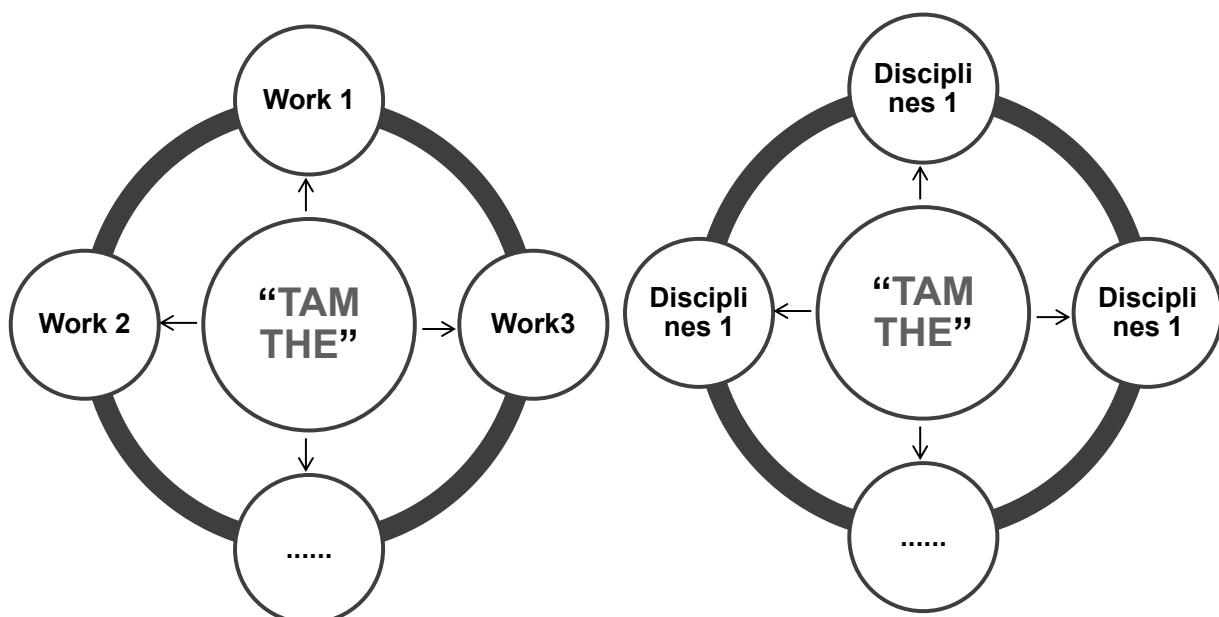 Work 1
Work 2
“TAM
THE”
Work3
......
Discipli
nes 1
Discipli
nes 1
“TAM
THE”
Discipli
nes 1
......